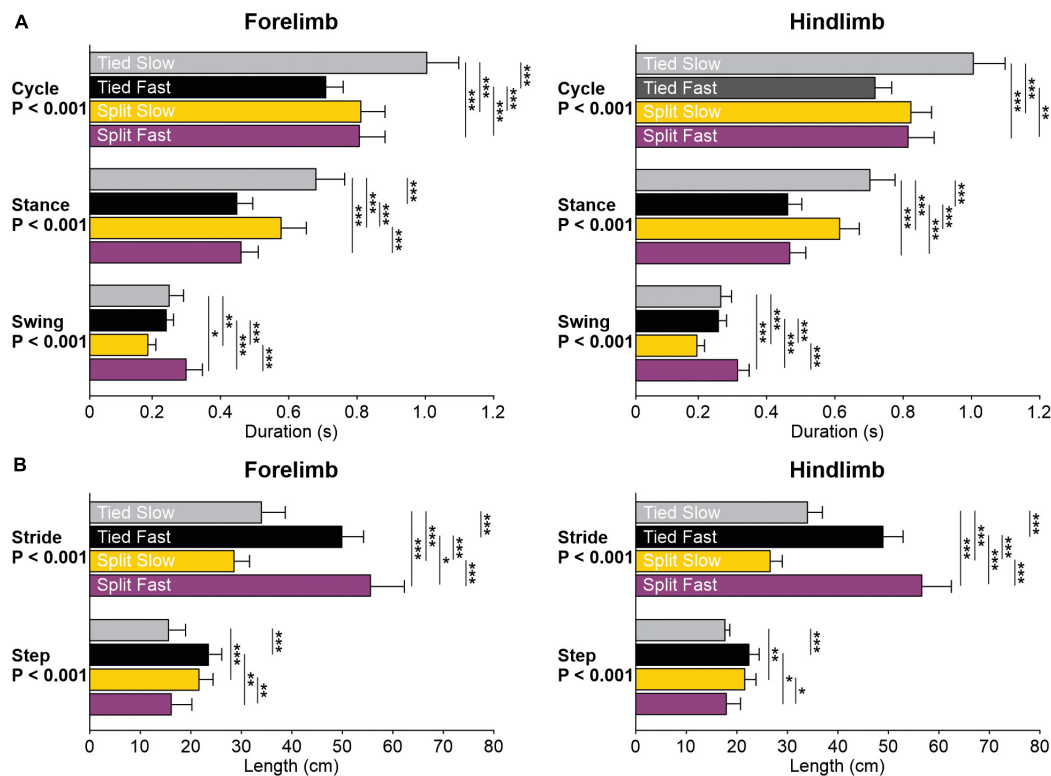 A
Forelimb
Hindlimb
Cycle
P < 0.001
Tied Slow
Tied Fast
Split Slow
Split Fast
***
***
***
***
***
***
Cycle
P < 0.001
Tied Slow
Tied Fast
Split Slow
Split Fast
***
***
***
**
Stance
P < 0.001
***
***
***
***
***
Stance
P < 0.001
***
***
***
***
***
Swing
P < 0.001
*
**
***
***
***
Swing
P < 0.001
***
***
***
***
***
0 0.2 0.4 0.6 0.8 1.0 1.2
Duration (s)
0 0.2 0.4 0.6 0.8 1.0 1.2
Duration (s)
B
Forelimb
Hindlimb
Stride
P < 0.001
Tied Slow
Tied Fast
Split Slow
Split Fast
***
***
*
***
***
***
Stride
P < 0.001
Tied Slow
Tied Fast
Split Slow
Split Fast
***
***
***
***
***
***
Step
P < 0.001
***
**
**
***
Step
P < 0.001
**
*
*
***
0 10 20 30 40 50 60 70 80
Length (cm)
0 10 20 30 40 50 60 70 80
Length (cm)